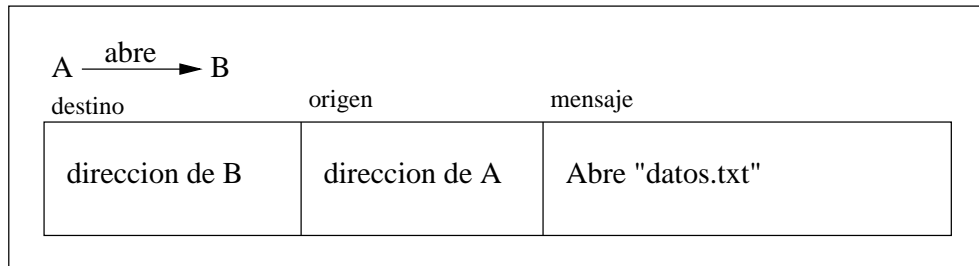 abre
A B
destino origen mensaje
direccion de B direccion de A Abre "datos.txt"